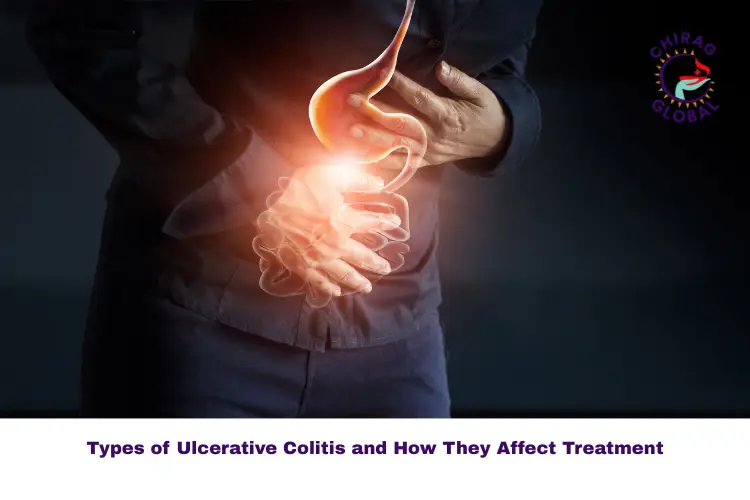 CHIRAG
GLOBAL
Types of Ulcerative Colitis and How They Affect Treatment